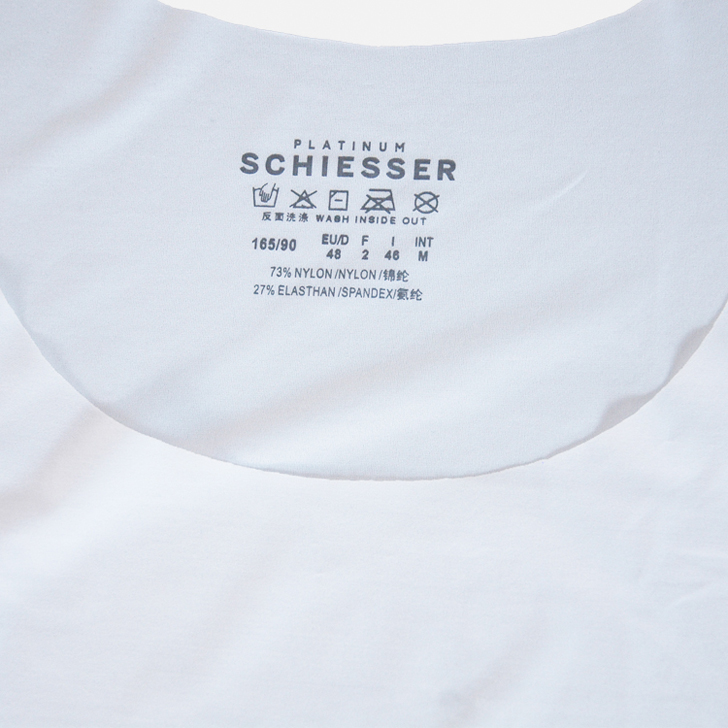 PLATINUM
SCHIESSER
反面洗涤 WASH INSIDE OUT
165/90 EU/D F I INT
48 2 46 M
73% NYLON /NYLON /锦纶
27% ELASTHAN /SPANDEX/氨纶